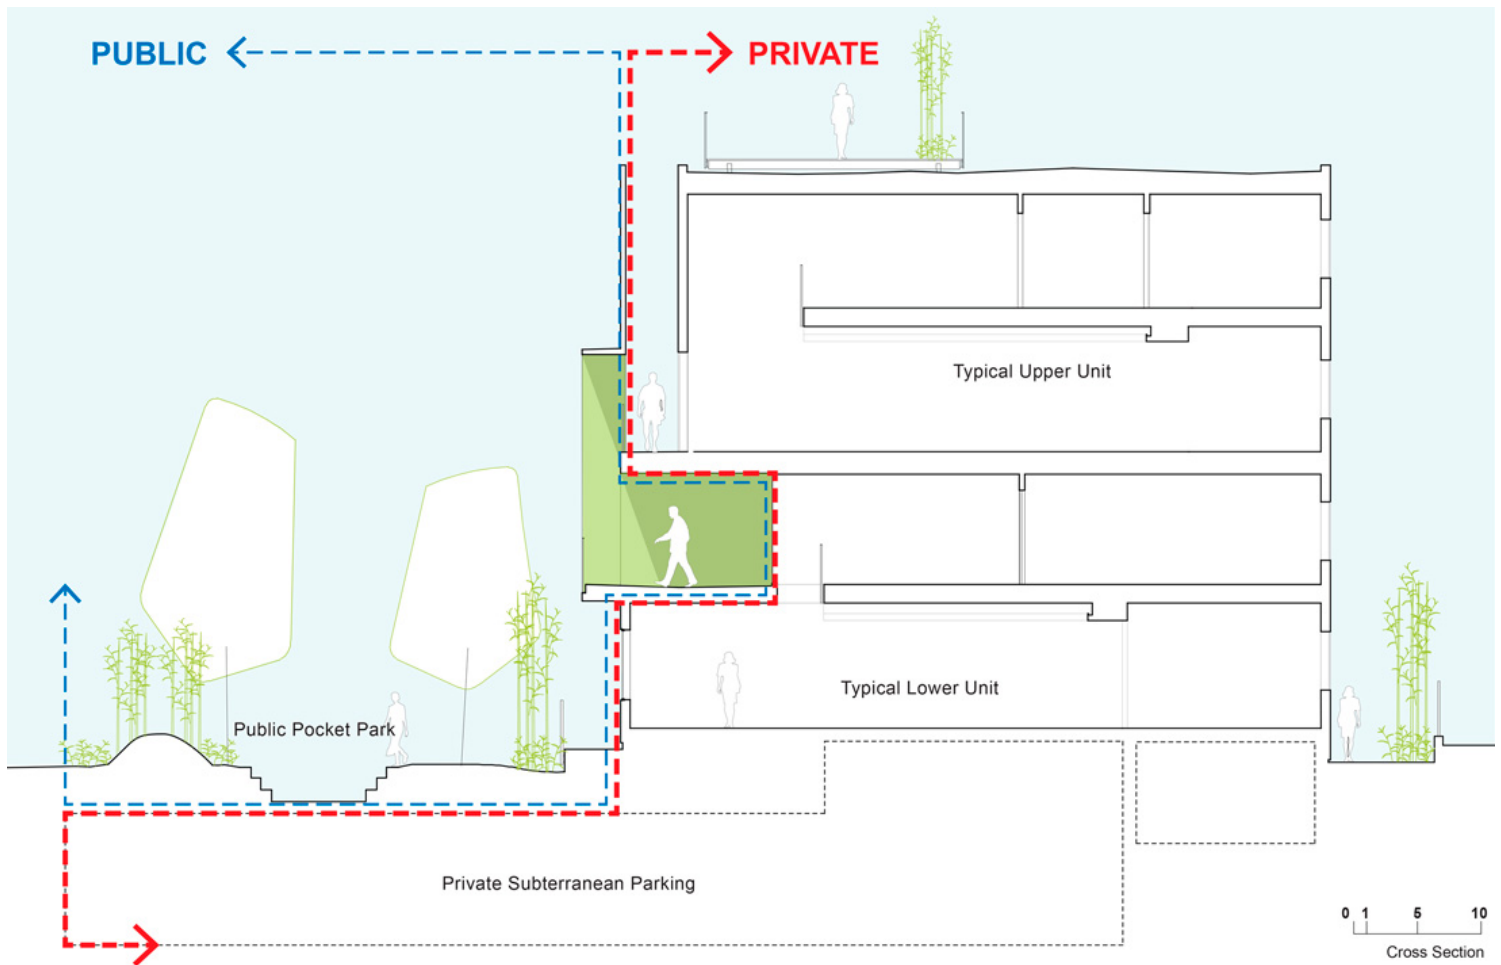 PUBLIC
PRIVATE
Typical Upper Unit
Typical Lower Unit
Public Pocket Park
Private Subterranean Parking
0 1 5 10
Cross Section